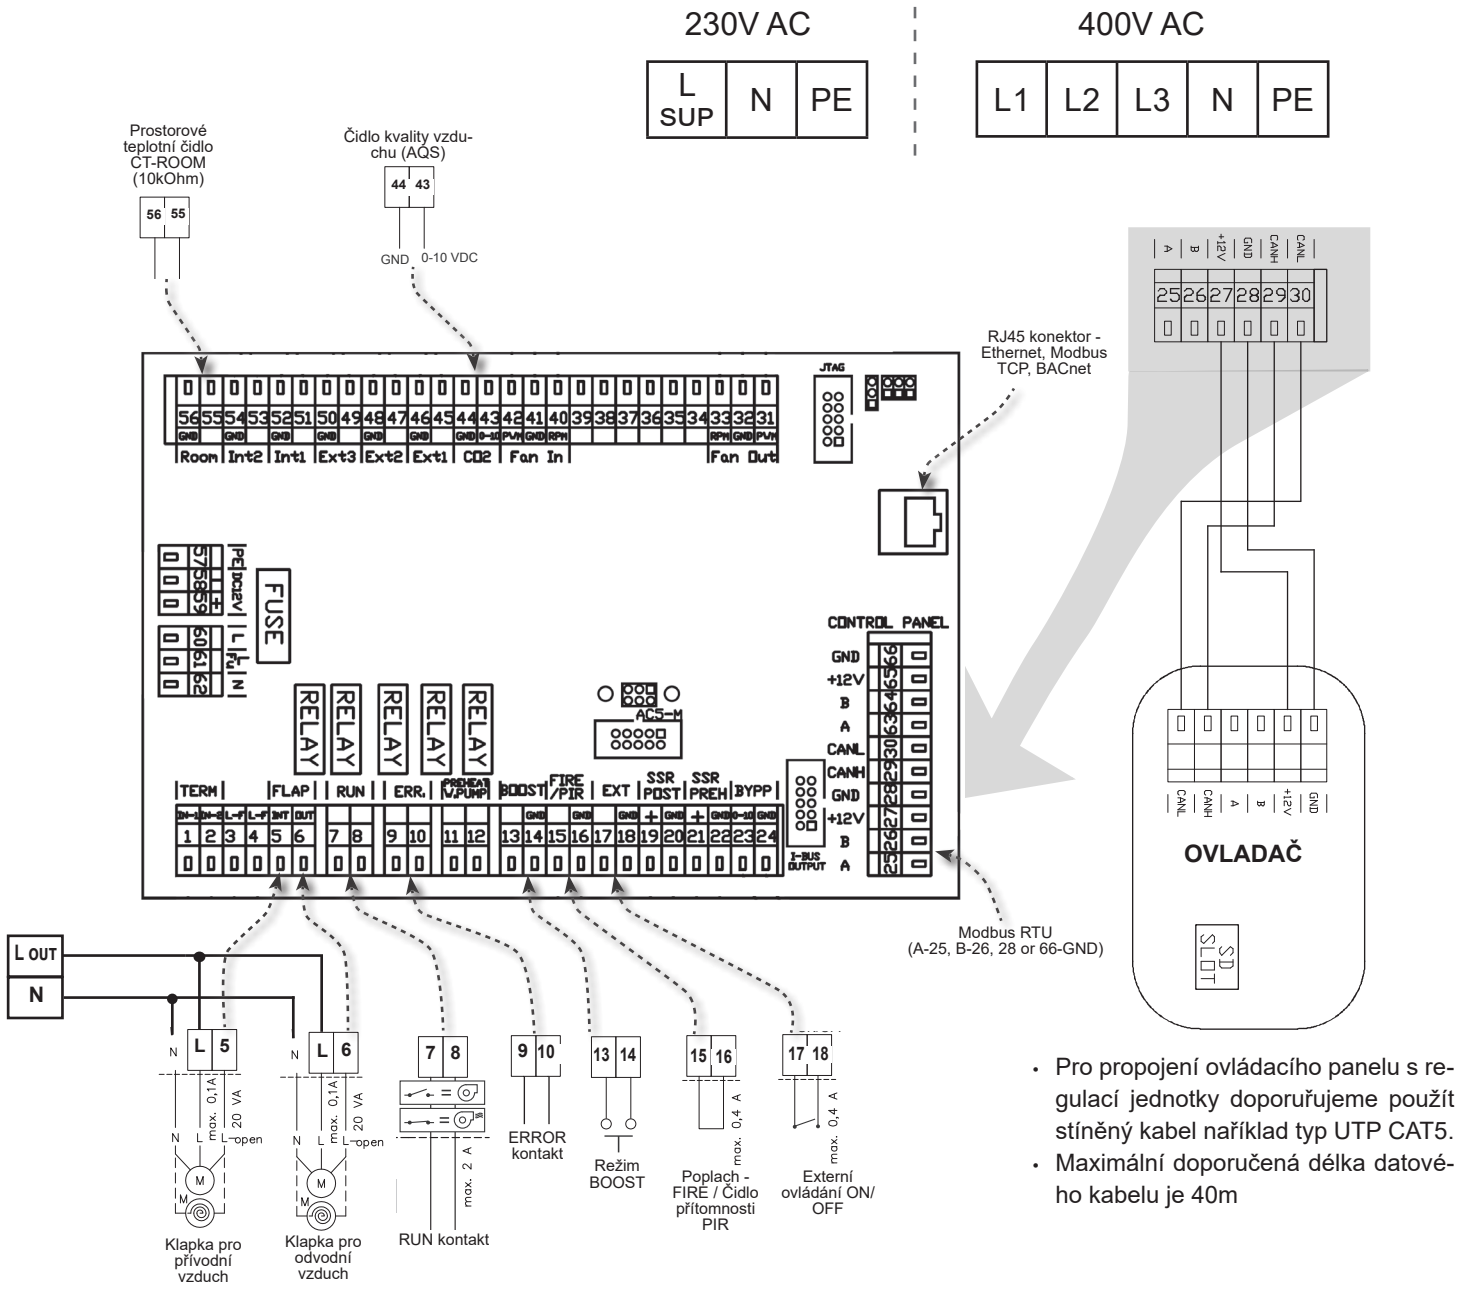 230V AC
400V AC
L SUP N PE
L1 L2 L3 N PE
Prostorové
teplotní čidlo
CT-ROOM
(10kOhm)
56 55
Čidlo kvality vzdu-
chu (AQS)
44 43
GND 0-10 VDC
A B +12V GND CANH CANL
25 26 27 28 29 30
RJ45 konektor -
Ethernet, Modbus
TCP, BACnet
JTAG
56 55 54 53 52 51 50 49 48 47 46 45 44 43 42 41 40 39 38 37 36 35 34 33 32 31
GND GND GND GND GND GND GND 0-10 PWM GND RPM RPM GND PWM
Room Int2 Int1 Ext3 Ext2 Ext1 CO2 Fan In Fan Out
57 58 59
PE DC12V
- +
60 61 62
L L Fu N
FUSE
RELAY RELAY RELAY RELAY RELAY
AC5-M
CONTROL PANEL
GND 66
+12V 65
B 64
A 63
CANL 30
CANH 29
GND 28
+12V 27
B 26
A 25
I-BUS
OUTPUT
TERM FLAP RUN ERR. PREHEAT W.PUMP BOOST FIRE /PIR EXT SSR POST SSR PREH BYPP
IN-1 IN-2 L-F L-F INT OUT GND GND GND + GND + GND 0-10 GND
1 2 3 4 5 6 7 8 9 10 11 12 13 14 15 16 17 18 19 20 21 22 23 24
Modbus RTU
(A-25, B-26, 28 or 66-GND)
L OUT
N
N L 5
max. 0,1A
20 VA
N L L-open
M
M
Klapka pro
přívodní
vzduch
N L 6
max. 0,1A
20 VA
N L L-open
M
M
Klapka pro
odvodní
vzduch
7 8
=
=
max. 2 A
RUN kontakt
9 10
ERROR
kontakt
13 14
Režim
BOOST
15 16
max. 0,4 A
Poplach -
FIRE / Čidlo
přítomnosti
PIR
17 18
max. 0,4 A
Externí
ovládání ON/
OFF
CANL CANH A B +12V GND
OVLADAČ
SD
SLOT
• Pro propojení ovládacího panelu s re-
gulací jednotky doporuřujeme použít
stíněný kabel naříklad typ UTP CAT5.
• Maximální doporučená délka datové-
ho kabelu je 40m